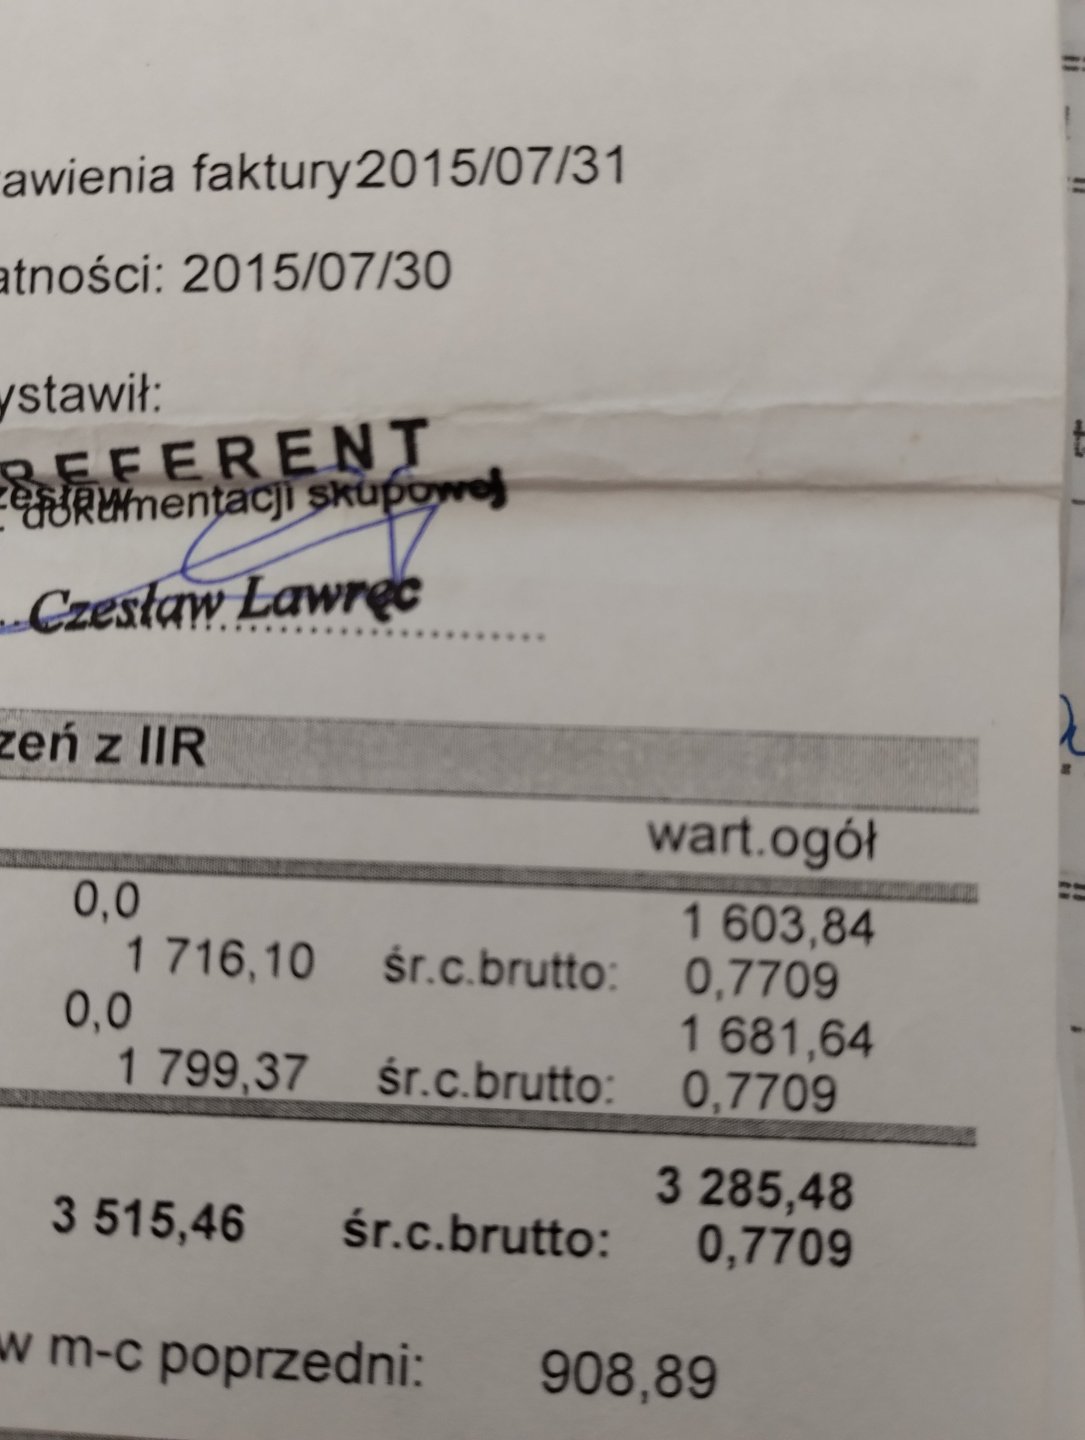 awienia faktury2015/07/31
atności: 2015/07/30
ystawił:
REFERENT
zesław
. dokumentacji skupowej
Czesław Lawręc
zeń z IIR
wart.ogół
0,0 1 603,84
1 716,10 śr.c.brutto: 0,7709
0,0 1 681,64
1 799,37 śr.c.brutto: 0,7709
3 285,48
3 515,46 śr.c.brutto: 0,7709
w m-c poprzedni: 908,89